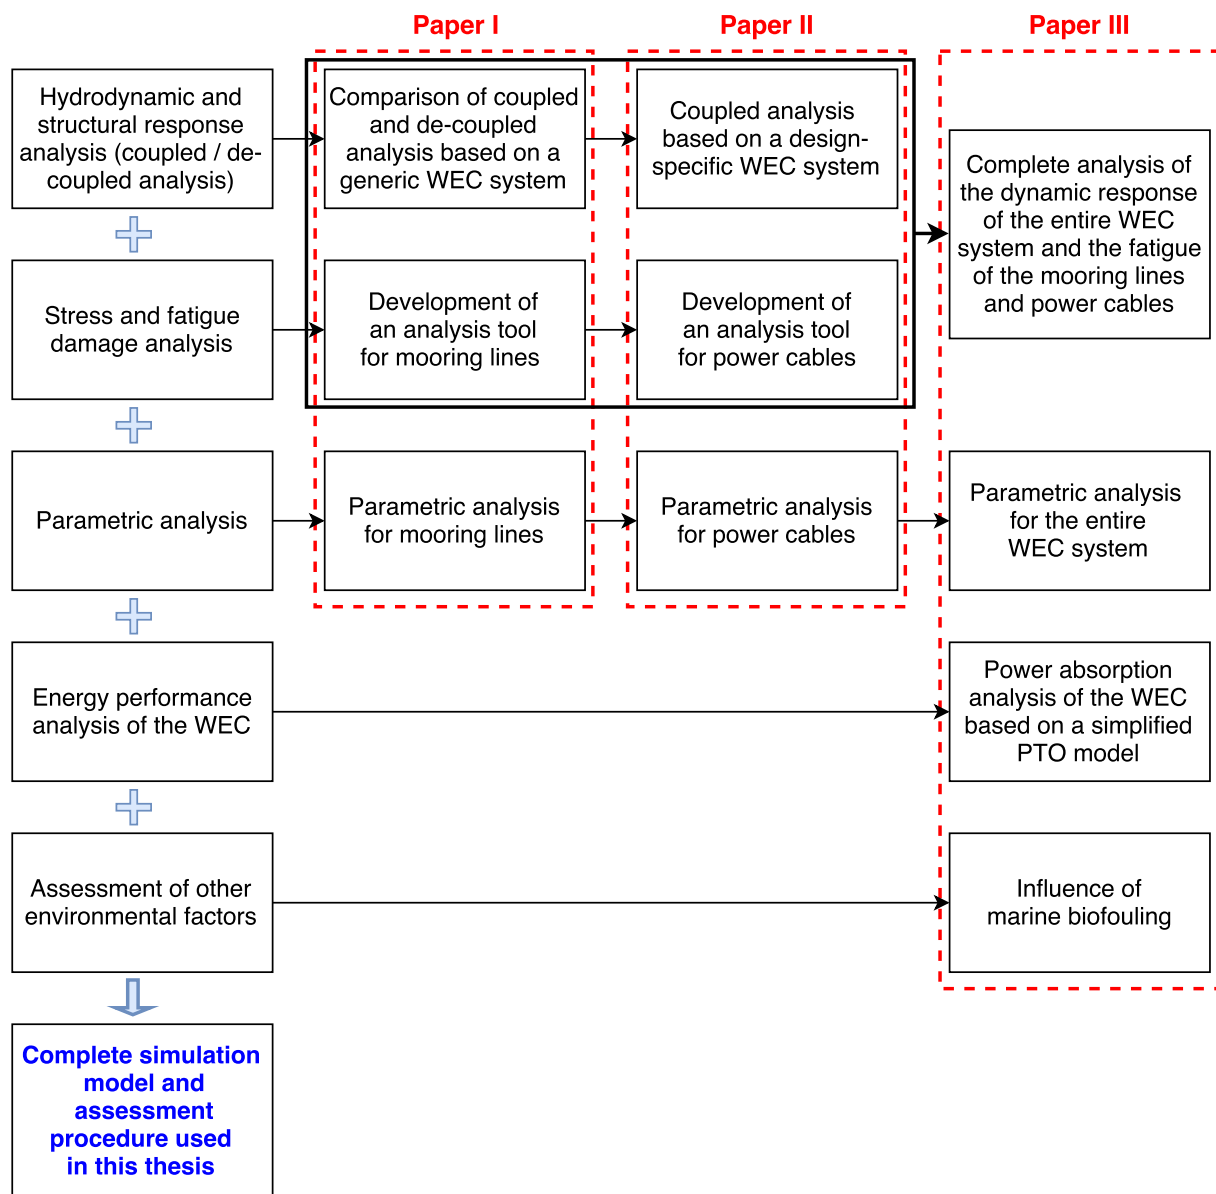 Paper I
Paper II
Paper III
Hydrodynamic and
structural response
analysis (coupled / de-
coupled analysis)
Comparison of coupled
and de-coupled
analysis based on a
generic WEC system
Coupled analysis
based on a design-
specific WEC system
Complete analysis of
the dynamic response
of the entire WEC
system and the fatigue
of the mooring lines
and power cables
Stress and fatigue
damage analysis
Development of
an analysis tool
for mooring lines
Development of
an analysis tool
for power cables
Parametric analysis
Parametric analysis
for mooring lines
Parametric analysis
for power cables
Parametric analysis
for the entire
WEC system
Energy performance
analysis of the WEC
Power absorption
analysis of the WEC
based on a simplified
PTO model
Assessment of other
environmental factors
Influence of
marine biofouling
Complete simulation
model and
assessment
procedure used
in this thesis